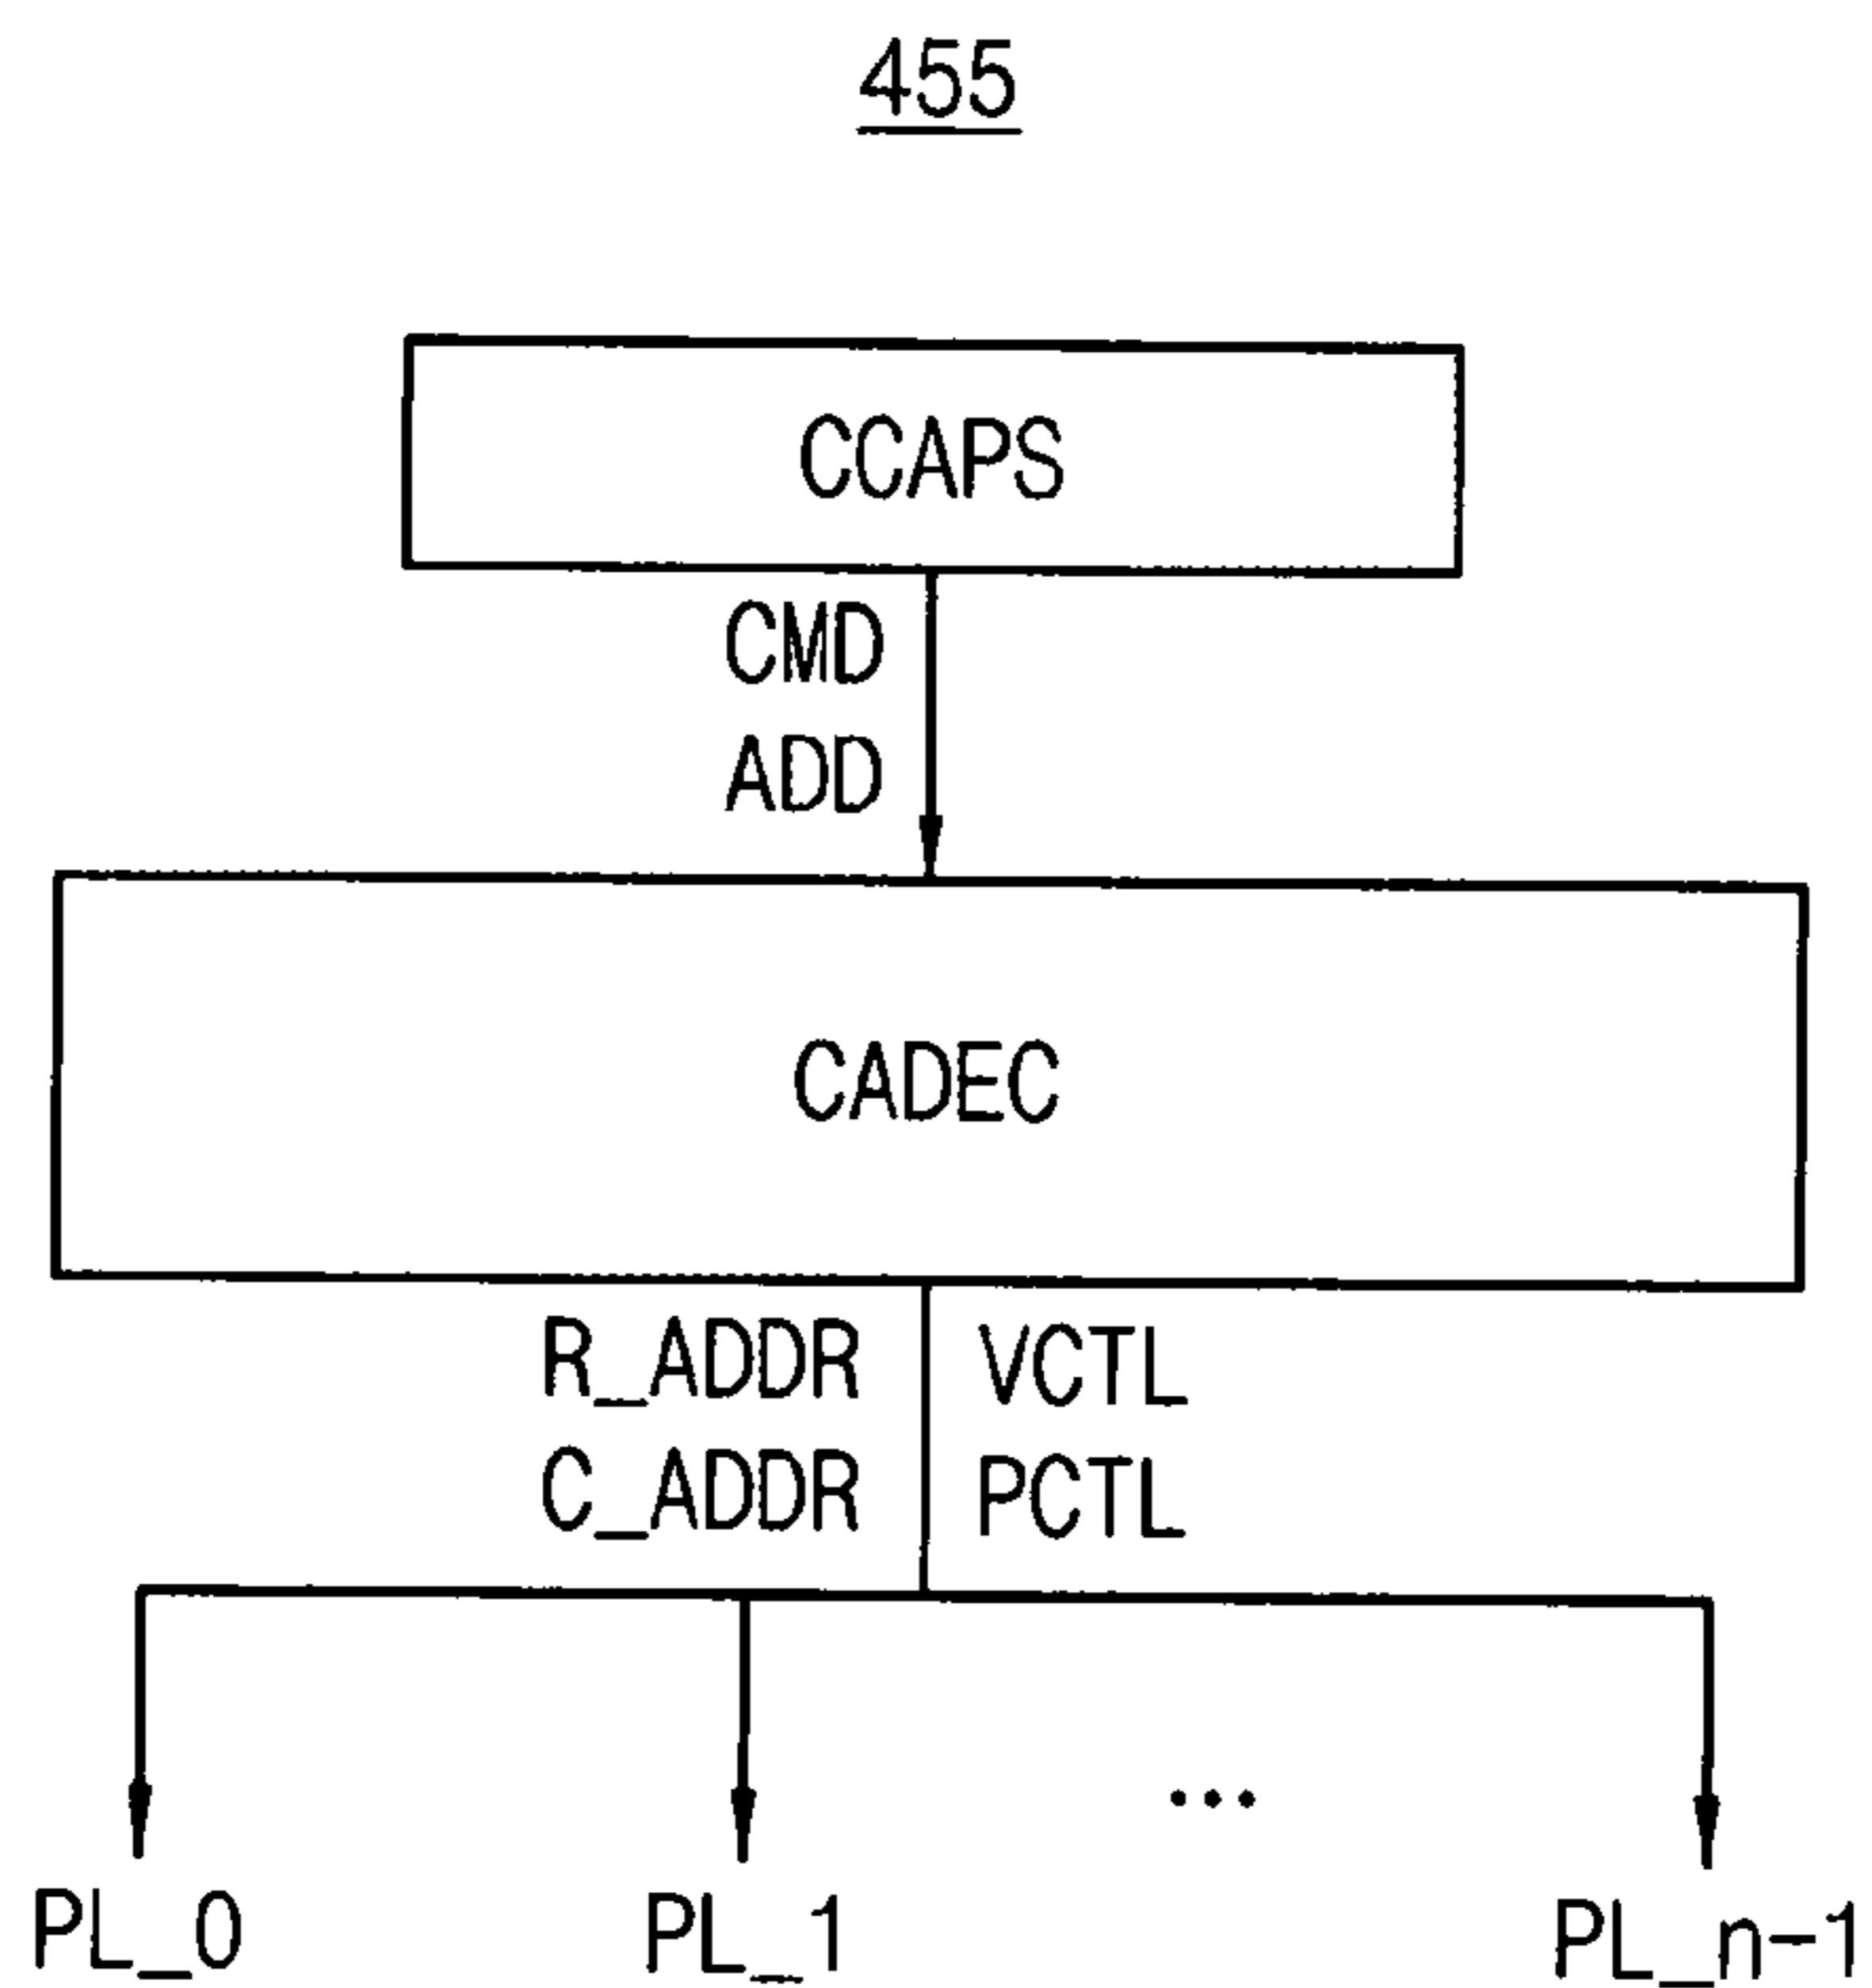 455
CCAPS
CMD
ADD
CADEC
R_ADDR VCTL
C_ADDR PCTL
...
PL_0 PL_1 PL_n-1